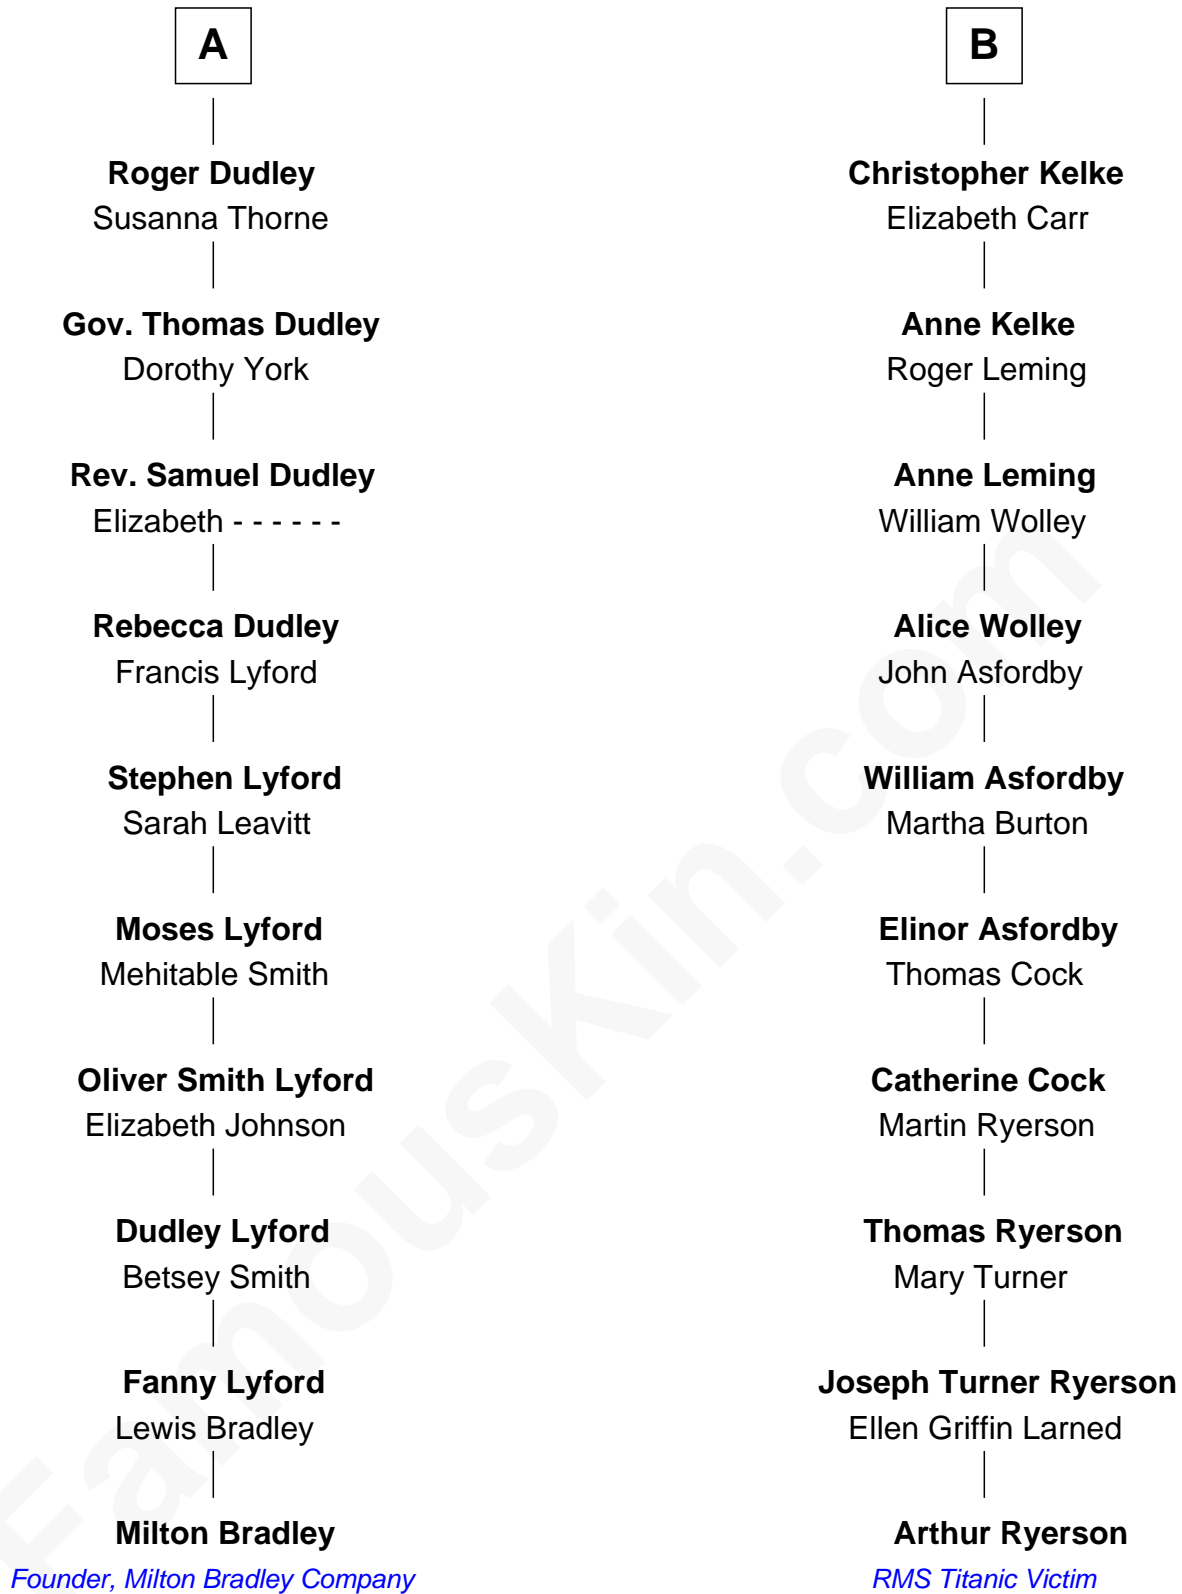 A
Roger Dudley
Susanna Thorne
Gov. Thomas Dudley
Dorothy York
Rev. Samuel Dudley
Elizabeth - - - - - -
Rebecca Dudley
Francis Lyford
Stephen Lyford
Sarah Leavitt
Moses Lyford
Mehitable Smith
Oliver Smith Lyford
Elizabeth Johnson
Dudley Lyford
Betsey Smith
Fanny Lyford
Lewis Bradley
Milton Bradley
Founder, Milton Bradley Company
B
Christopher Kelke
Elizabeth Carr
Anne Kelke
Roger Leming
Anne Leming
William Wolley
Alice Wolley
John Asfordby
William Asfordby
Martha Burton
Elinor Asfordby
Thomas Cock
Catherine Cock
Martin Ryerson
Thomas Ryerson
Mary Turner
Joseph Turner Ryerson
Ellen Griffin Larned
Arthur Ryerson
RMS Titanic Victim
FamousKin.com